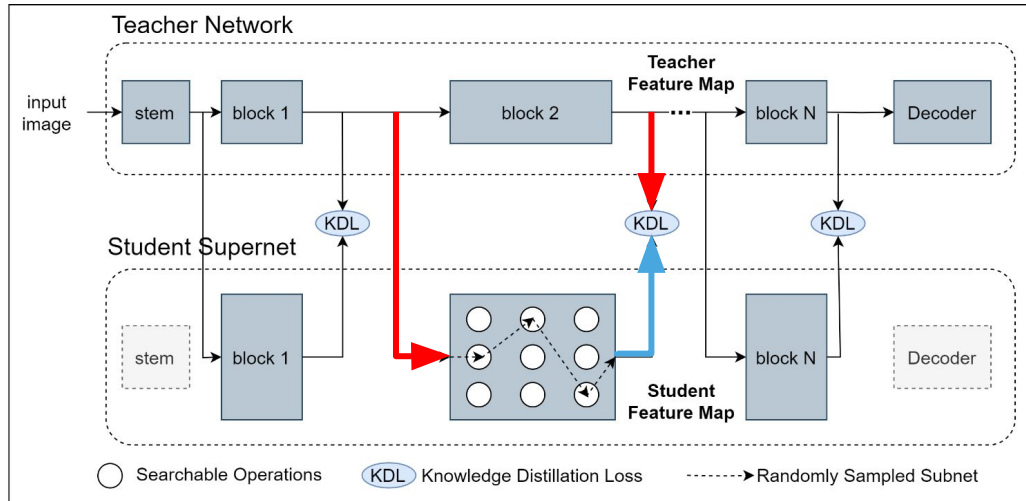 Teacher Network
input
image
stem
block 1
block 2
Teacher
Feature Map
...
block N
Decoder
KDL
KDL
KDL
Student Supernet
stem
block 1
Student
Feature Map
block N
Decoder
Searchable Operations
KDL
Knowledge Distillation Loss
Randomly Sampled Subnet